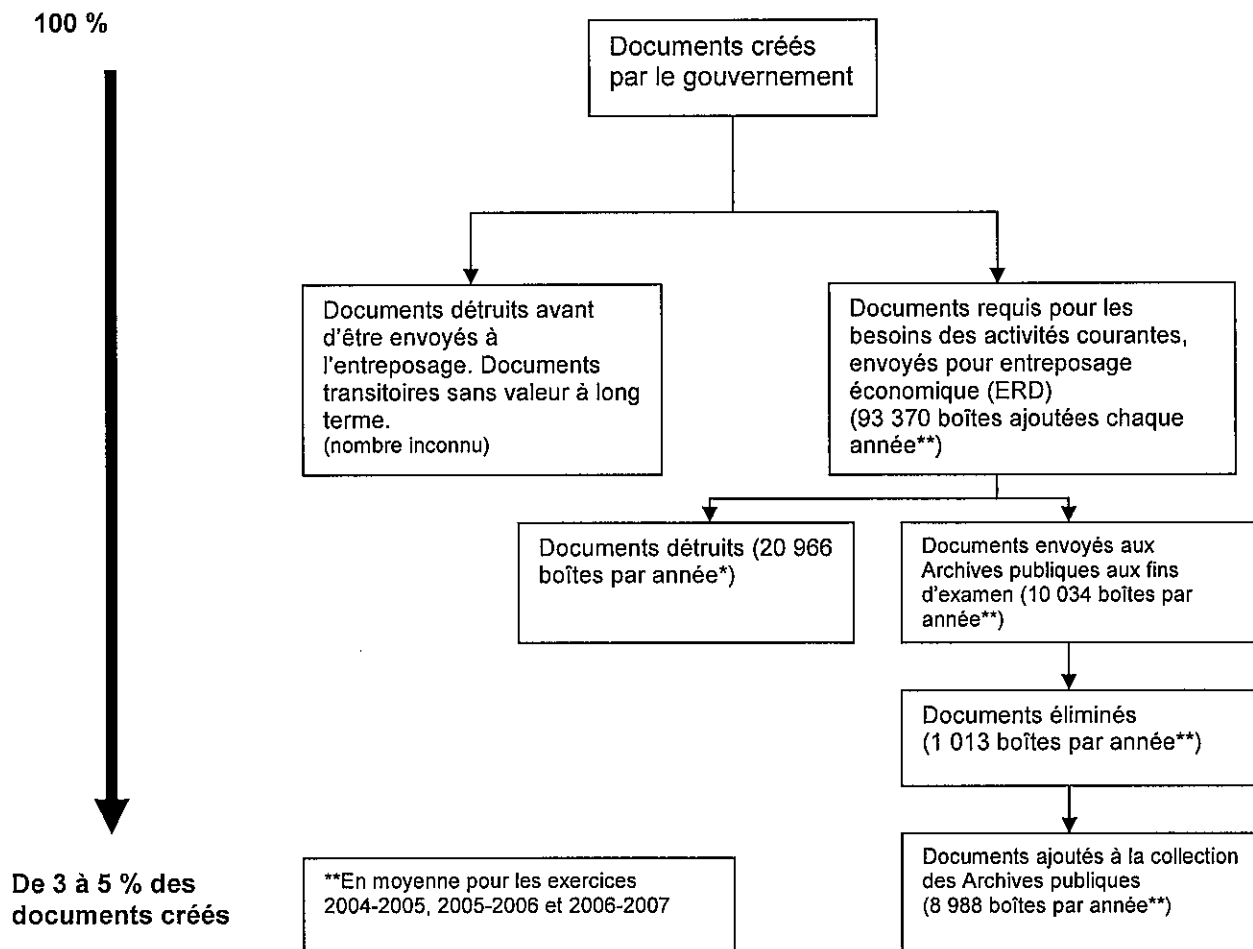 100 %
Documents créés
par le gouvernement
Documents détruits avant
d'être envoyés à
l'entreposage. Documents
transitoires sans valeur à long
terme.
(nombre inconnu)
Documents requis pour les
besoins des activités courantes,
envoyés pour entreposage
économique (ERD)
(93 370 boîtes ajoutées chaque
année**)
Documents détruits (20 966
boîtes par année*)
Documents envoyés aux
Archives publiques aux fins
d'examen (10 034 boîtes par
année**)
Documents éliminés
(1 013 boîtes par année**)
De 3 à 5 % des
documents créés
**En moyenne pour les exercices
2004-2005, 2005-2006 et 2006-2007
Documents ajoutés à la collection
des Archives publiques
(8 988 boîtes par année**)